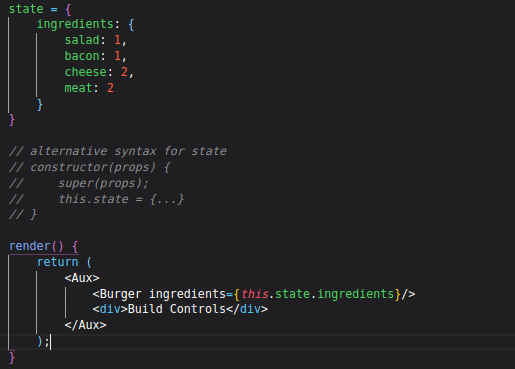 state = {
    ingredients: {
        salad: 1,
        bacon: 1,
        cheese: 2,
        meat: 2
    }
}
// alternative syntax for state
// constructor(props) {
//     super(props);
//     this.state = {...}
// }
render() {
    return (
        <Aux>
            <Burger ingredients={this.state.ingredients}/>
            <div>Build Controls</div>
        </Aux>
    );
}